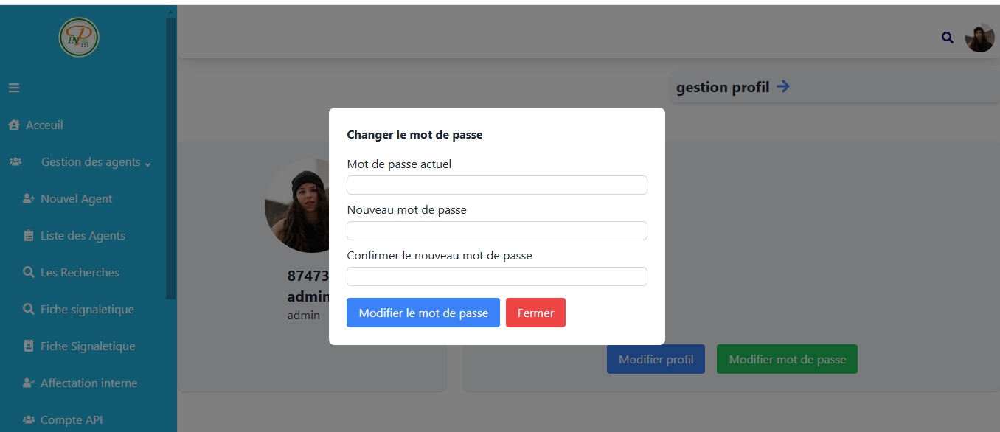 IN
gestion profil
Acceuil
Gestion des agents
Nouvel Agent
Liste des Agents
Les Recherches
Fiche signaletique
Fiche Signaletique
Affectation interne
Compte API
Changer le mot de passe
Mot de passe actuel
Nouveau mot de passe
Confirmer le nouveau mot de passe
Modifier le mot de passe
Fermer
87473
admin
admin
Modifier profil
Modifier mot de passe